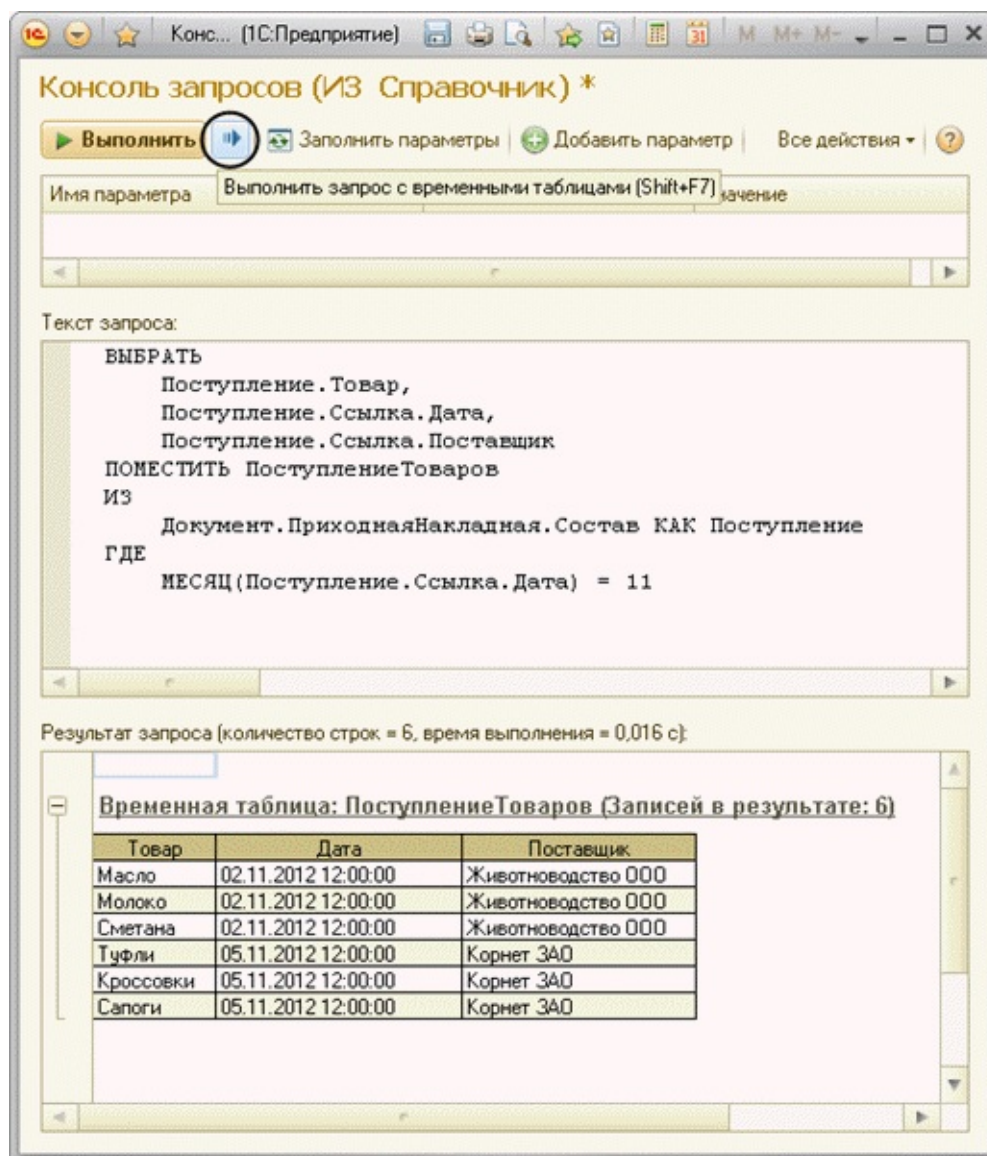 Конс... (1С:Предприятие) 31 M M+ M-
Консоль запросов (ИЗ Справочник) *
Выполнить Заполнить параметры Добавить параметр Все действия ?
Имя параметра Выполнить запрос с временными таблицами (Shift+F7) начение
Текст запроса:
ВЫБРАТЬ
Поступление.Товар,
Поступление.Ссылка.Дата,
Поступление.Ссылка.Поставщик
ПОМЕСТИТЬ ПоступлениеТоваров
ИЗ
Документ.ПриходнаяНакладная.Состав КАК Поступление
ГДЕ
МЕСЯЦ(Поступление.Ссылка.Дата) = 11
Результат запроса (количество строк = 6, время выполнения = 0,016 с):
Временная таблица: ПоступлениеТоваров (Записей в результате: 6)
Товар Дата Поставщик
Масло 02.11.2012 12:00:00 Животноводство ООО
Молоко 02.11.2012 12:00:00 Животноводство ООО
Сметана 02.11.2012 12:00:00 Животноводство ООО
Туфли 05.11.2012 12:00:00 Корнет ЗАО
Кроссовки 05.11.2012 12:00:00 Корнет ЗАО
Сапоги 05.11.2012 12:00:00 Корнет ЗАО